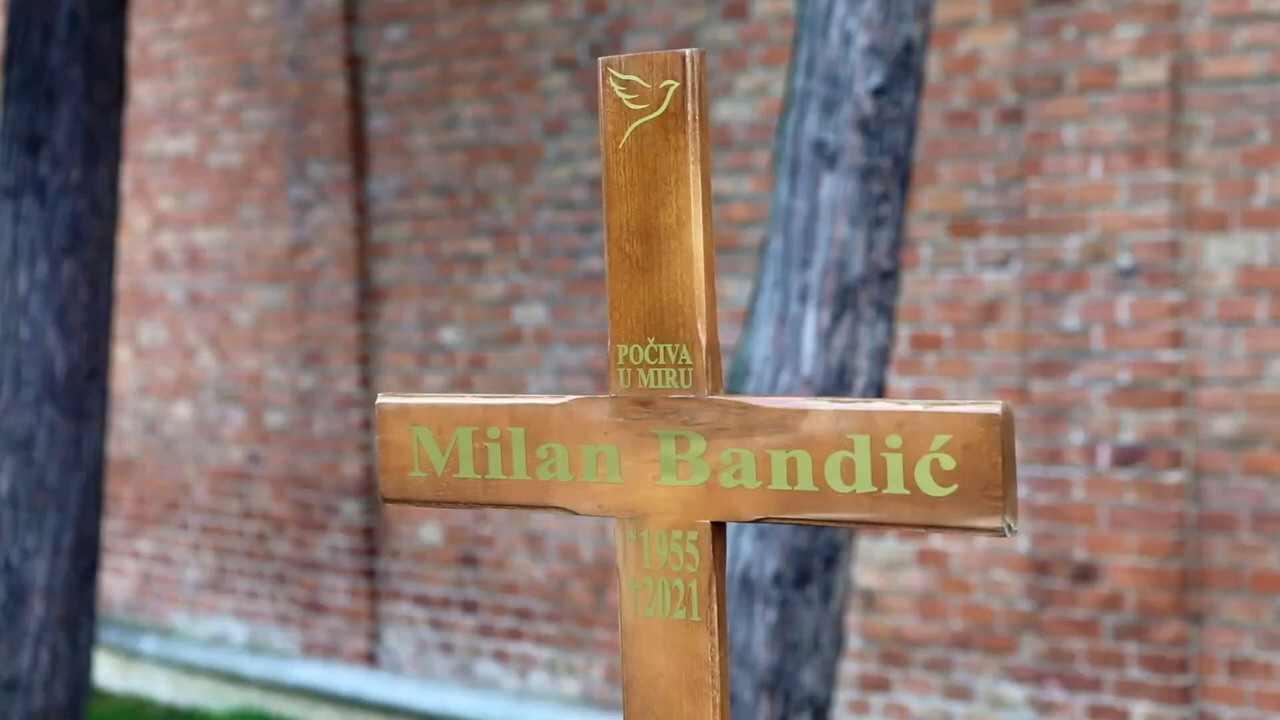 POČIVA
U MIRU
Milan Bandić
*1955
†2021